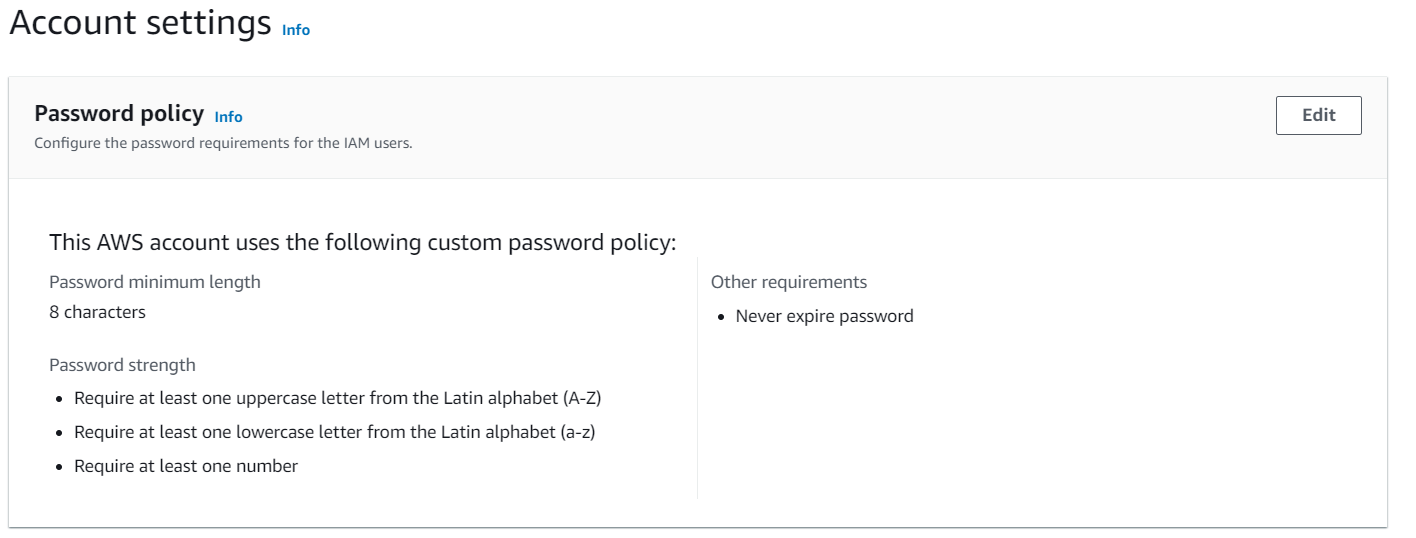 Account settings Info
Password policy Info
Edit
Configure the password requirements for the IAM users.
This AWS account uses the following custom password policy:
Password minimum length
8 characters
Password strength
• Require at least one uppercase letter from the Latin alphabet (A-Z)
• Require at least one lowercase letter from the Latin alphabet (a-z)
• Require at least one number
Other requirements
• Never expire password